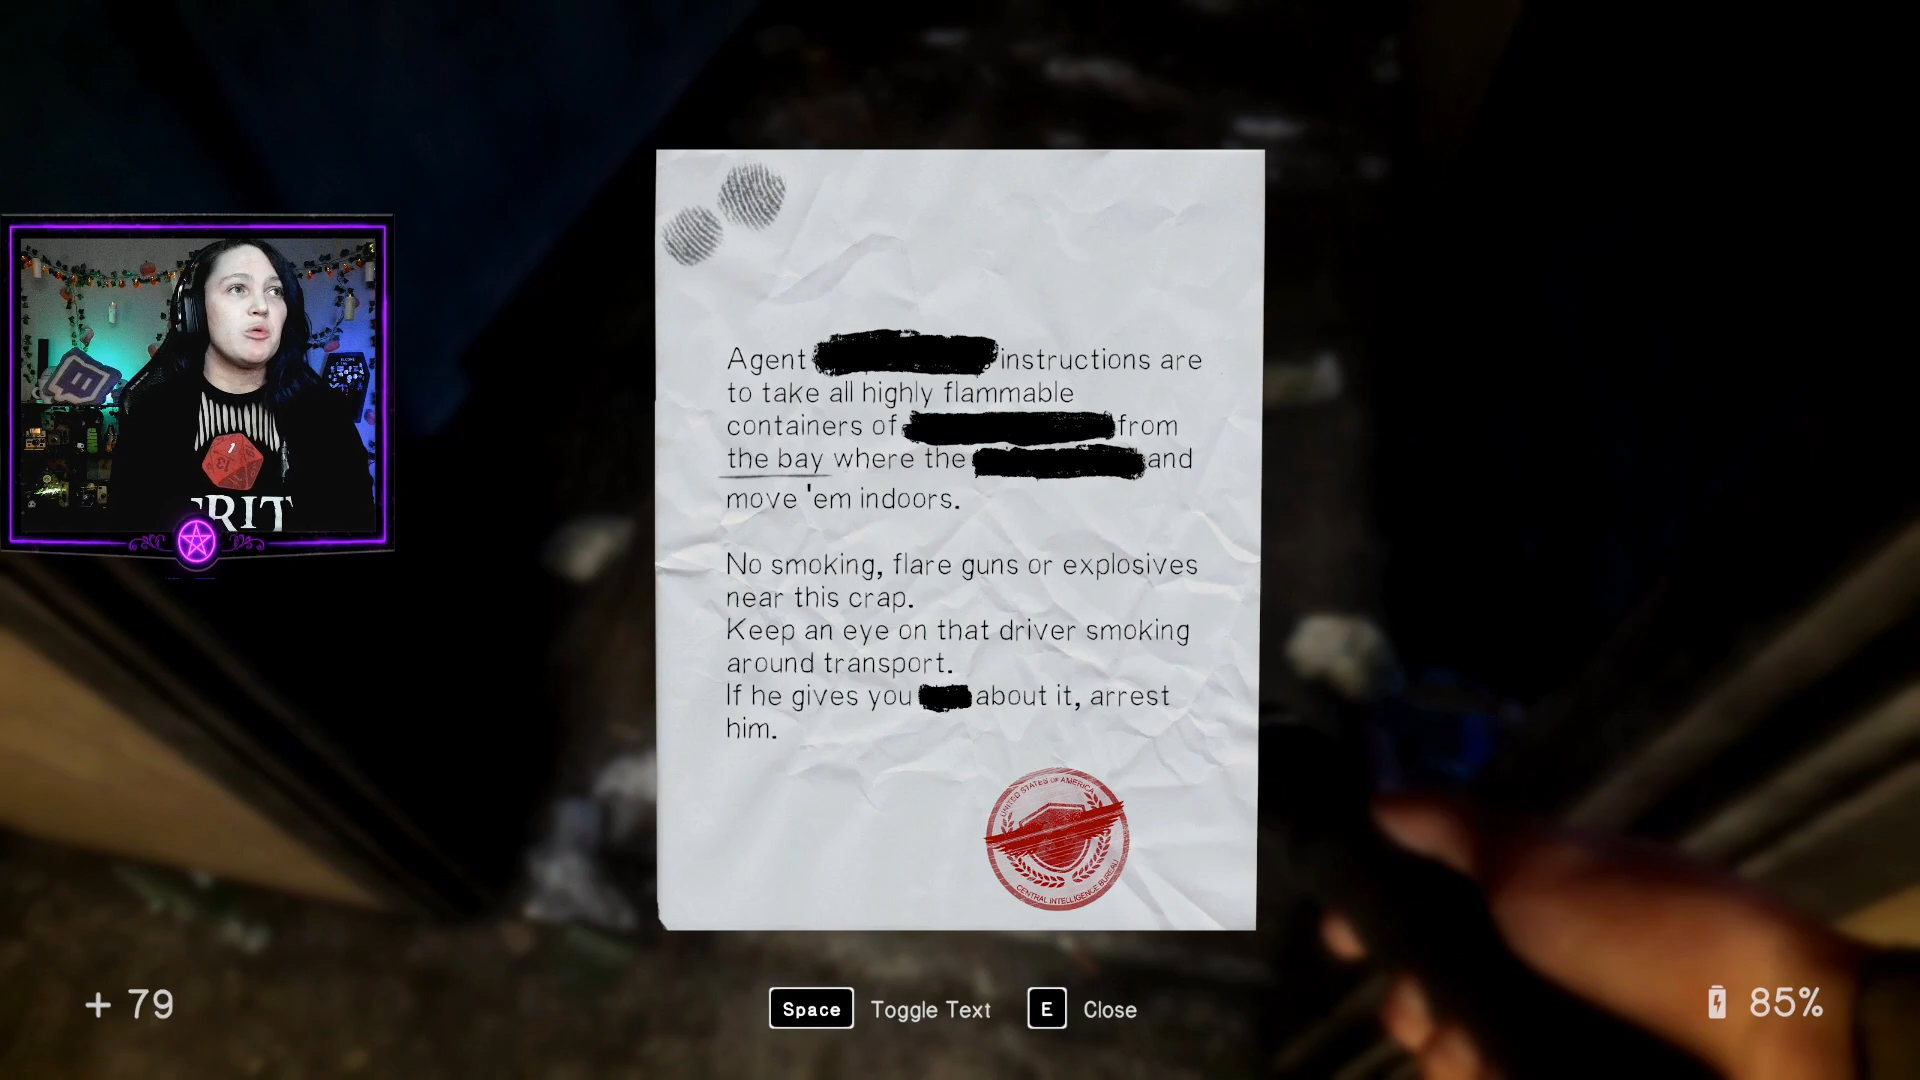 Agent instructions are
to take all highly flammable
containers of from
the bay where the and
move 'em indoors.
No smoking, flare guns or explosives
near this crap.
Keep an eye on that driver smoking
around transport.
If he gives you about it, arrest
him.
UNITED STATES OF AMERICA
CENTRAL INTELLIGENCE BUREAU
+ 79
Space Toggle Text E Close
85%